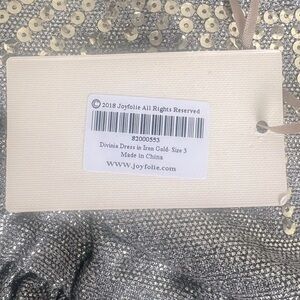 © 2018 Joyfolie All Rights Reserved
82000553
Divinia Dress in Iron Gold- Size 3
Made in China
www.joyfolie.com